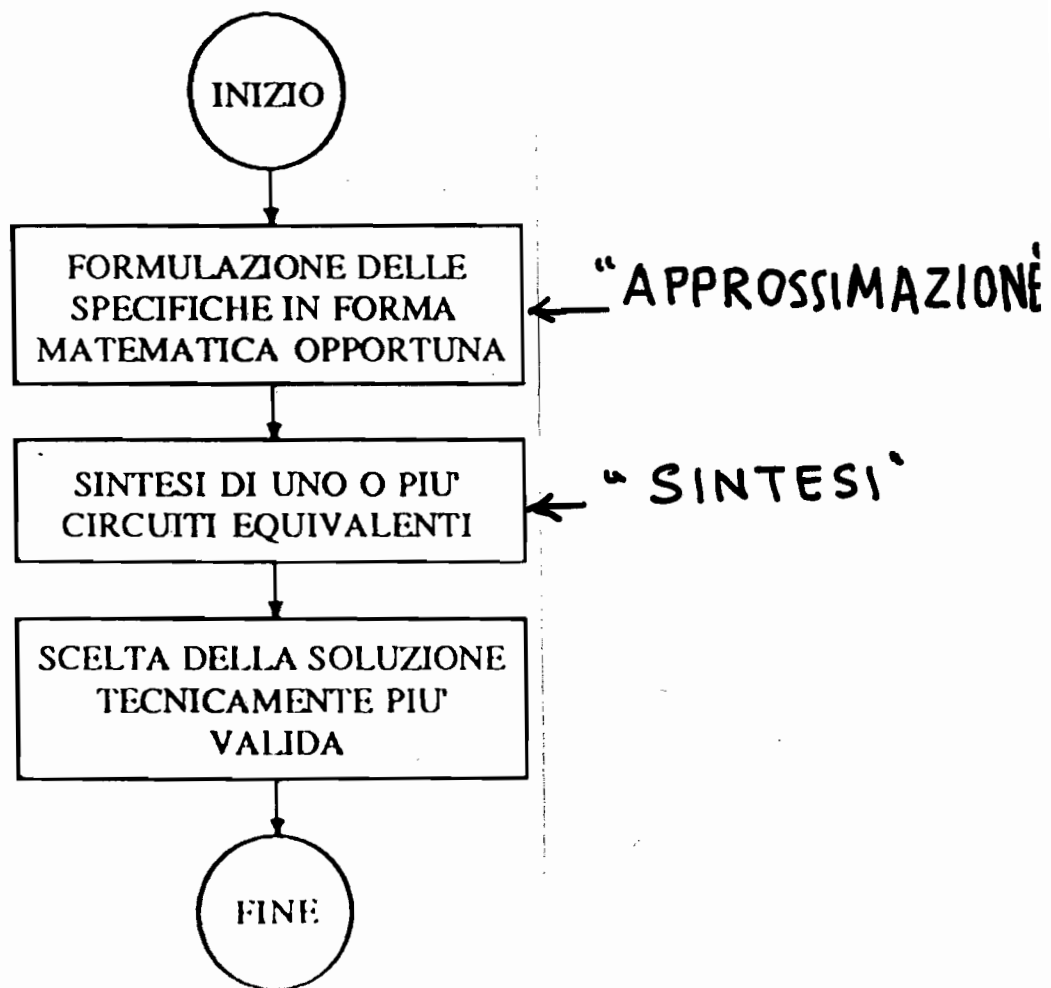 INIZIO
FORMULAZIONE DELLE
SPECIFICHE IN FORMA
MATEMATICA OPPORTUNA
"APPROSSIMAZIONE"
SINTESI DI UNO O PIU'
CIRCUITI EQUIVALENTI
"SINTESI"
SCELTA DELLA SOLUZIONE
TECNICAMENTE PIU'
VALIDA
FINE